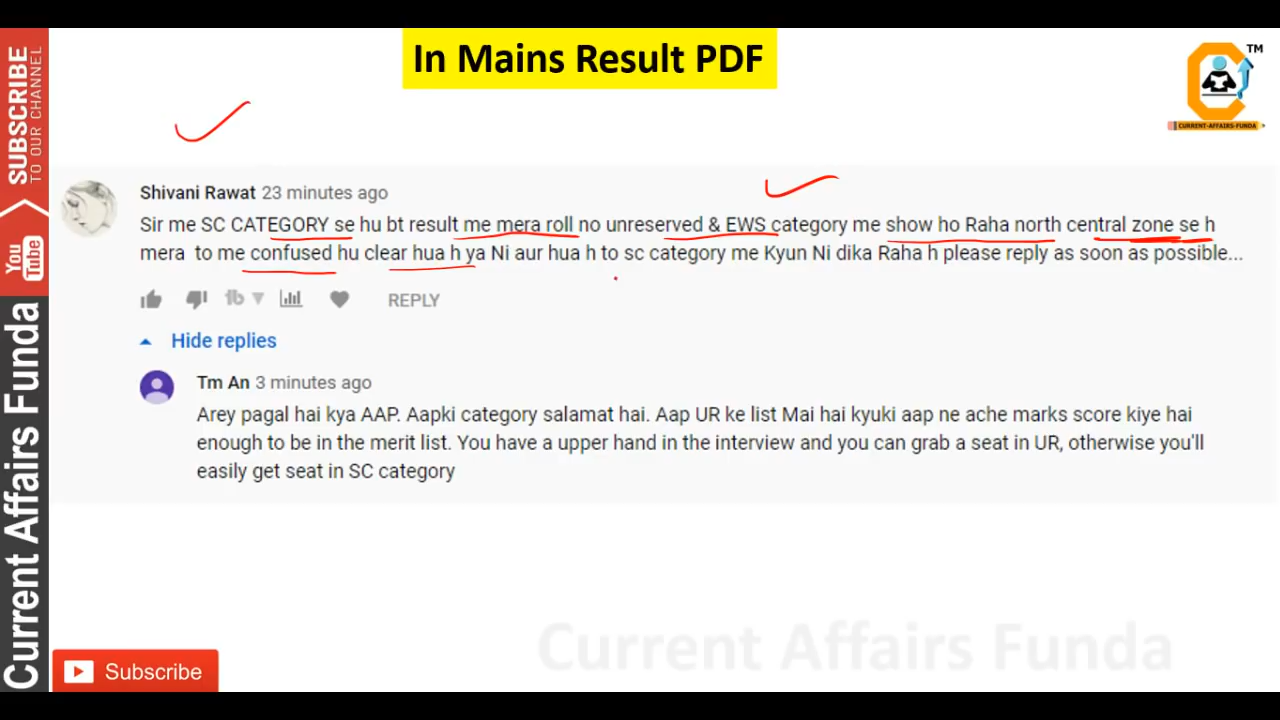 In Mains Result PDF
TM
CURRENT-AFFAIRS-FUNDA
SUBSCRIBE
TO OUR CHANNEL
You Tube
Current Affairs Funda
Shivani Rawat 23 minutes ago
Sir me SC CATEGORY se hu bt result me mera roll no unreserved & EWS category me show ho Raha north central zone se h
mera to me confused hu clear hua h ya Ni aur hua h to sc category me Kyun Ni dika Raha h please reply as soon as possible...
REPLY
Hide replies
Tm An 3 minutes ago
Arey pagal hai kya AAP. Aapki category salamat hai. Aap UR ke list Mai hai kyuki aap ne ache marks score kiye hai
enough to be in the merit list. You have a upper hand in the interview and you can grab a seat in UR, otherwise you'll
easily get seat in SC category
Current Affairs Funda
Subscribe